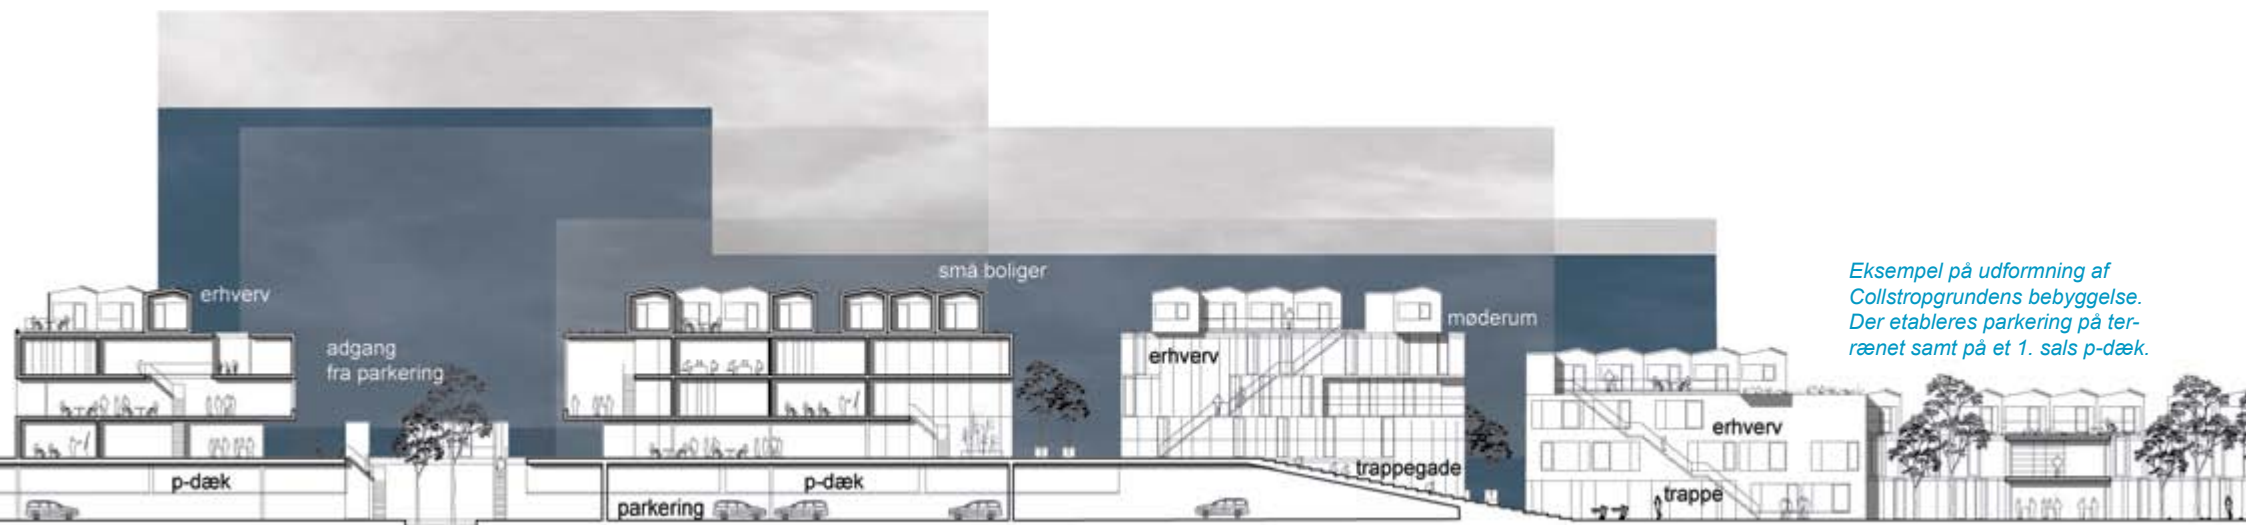 erhverv
adgang
fra parkering
små boliger
møderum
erhverv
erhverv
p-dæk
p-dæk
parkering
trappegade
trappe
Eksempel på udformning af
Collstropgrundens bebyggelse.
Der etableres parkering på ter-
rænet samt på et 1. sals p-dæk.